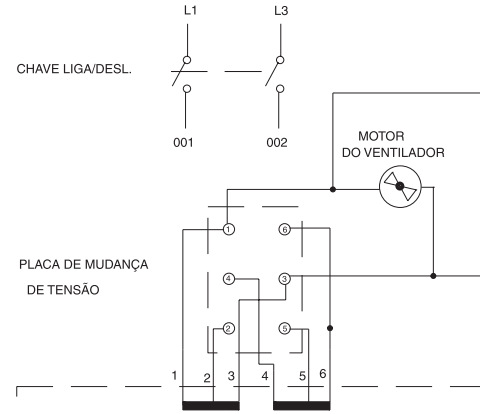 L1 L3
CHAVE LIGA/DESL.
001 002
MOTOR
DO VENTILADOR
1 6
PLACA DE MUDANÇA
DE TENSÃO
4 3
2 5
1 2 3 4 5 6